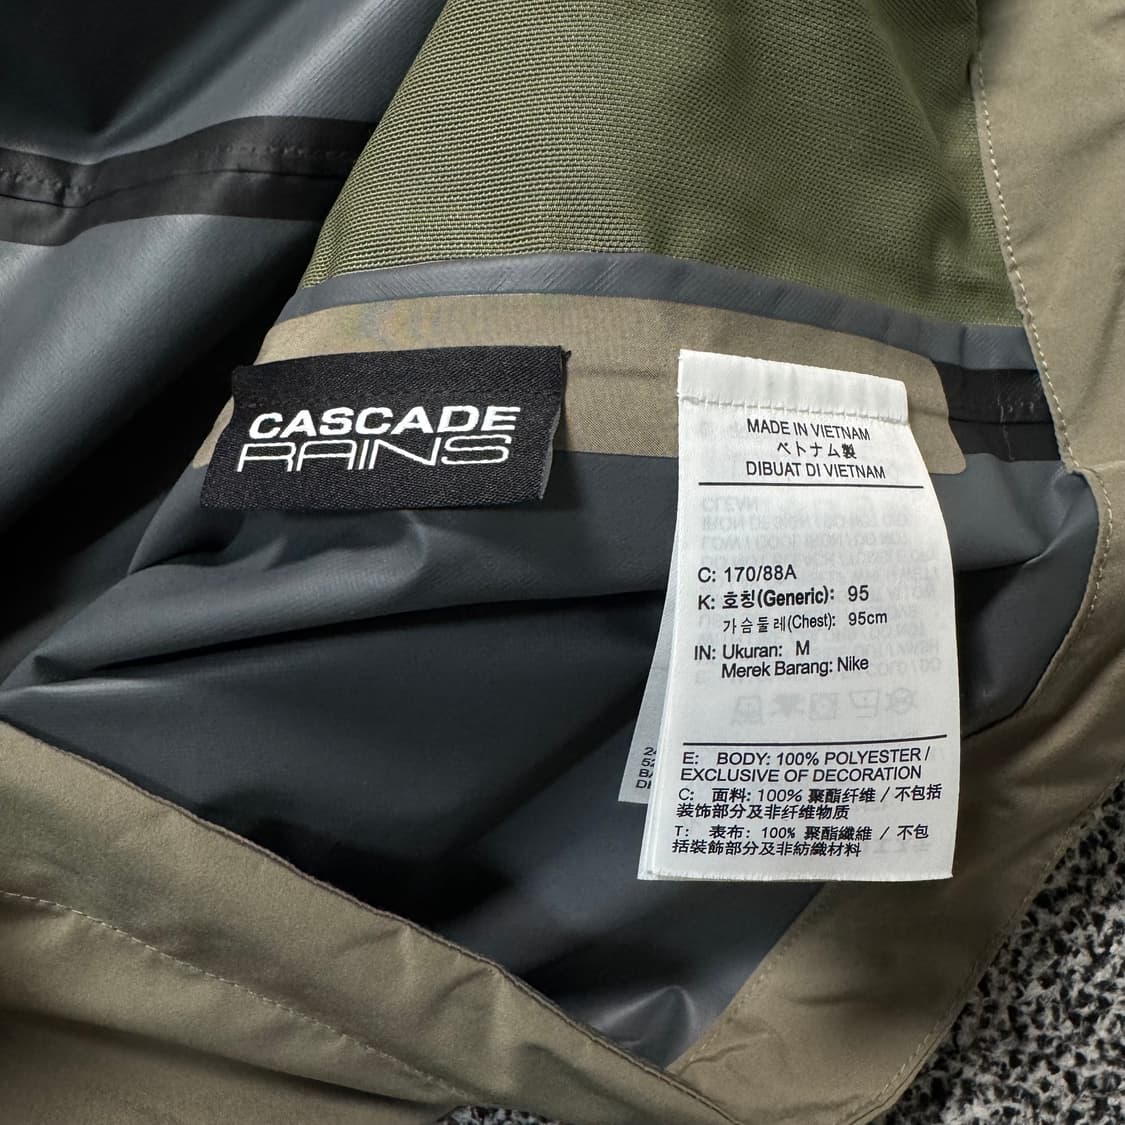 CASCADE
RAINS
MADE IN VIETNAM
ベトナム製
DIBUAT DI VIETNAM
C: 170/88A
K: 호칭(Generic): 95
가슴둘레(Chest): 95cm
IN: Ukuran: M
Merek Barang: Nike
E: BODY: 100% POLYESTER /
EXCLUSIVE OF DECORATION
C: 面料: 100% 聚酯纤维 / 不包括
装饰部分及非纤维物质
T: 表布: 100% 聚酯纖維 / 不包
括裝飾部分及非紡織材料